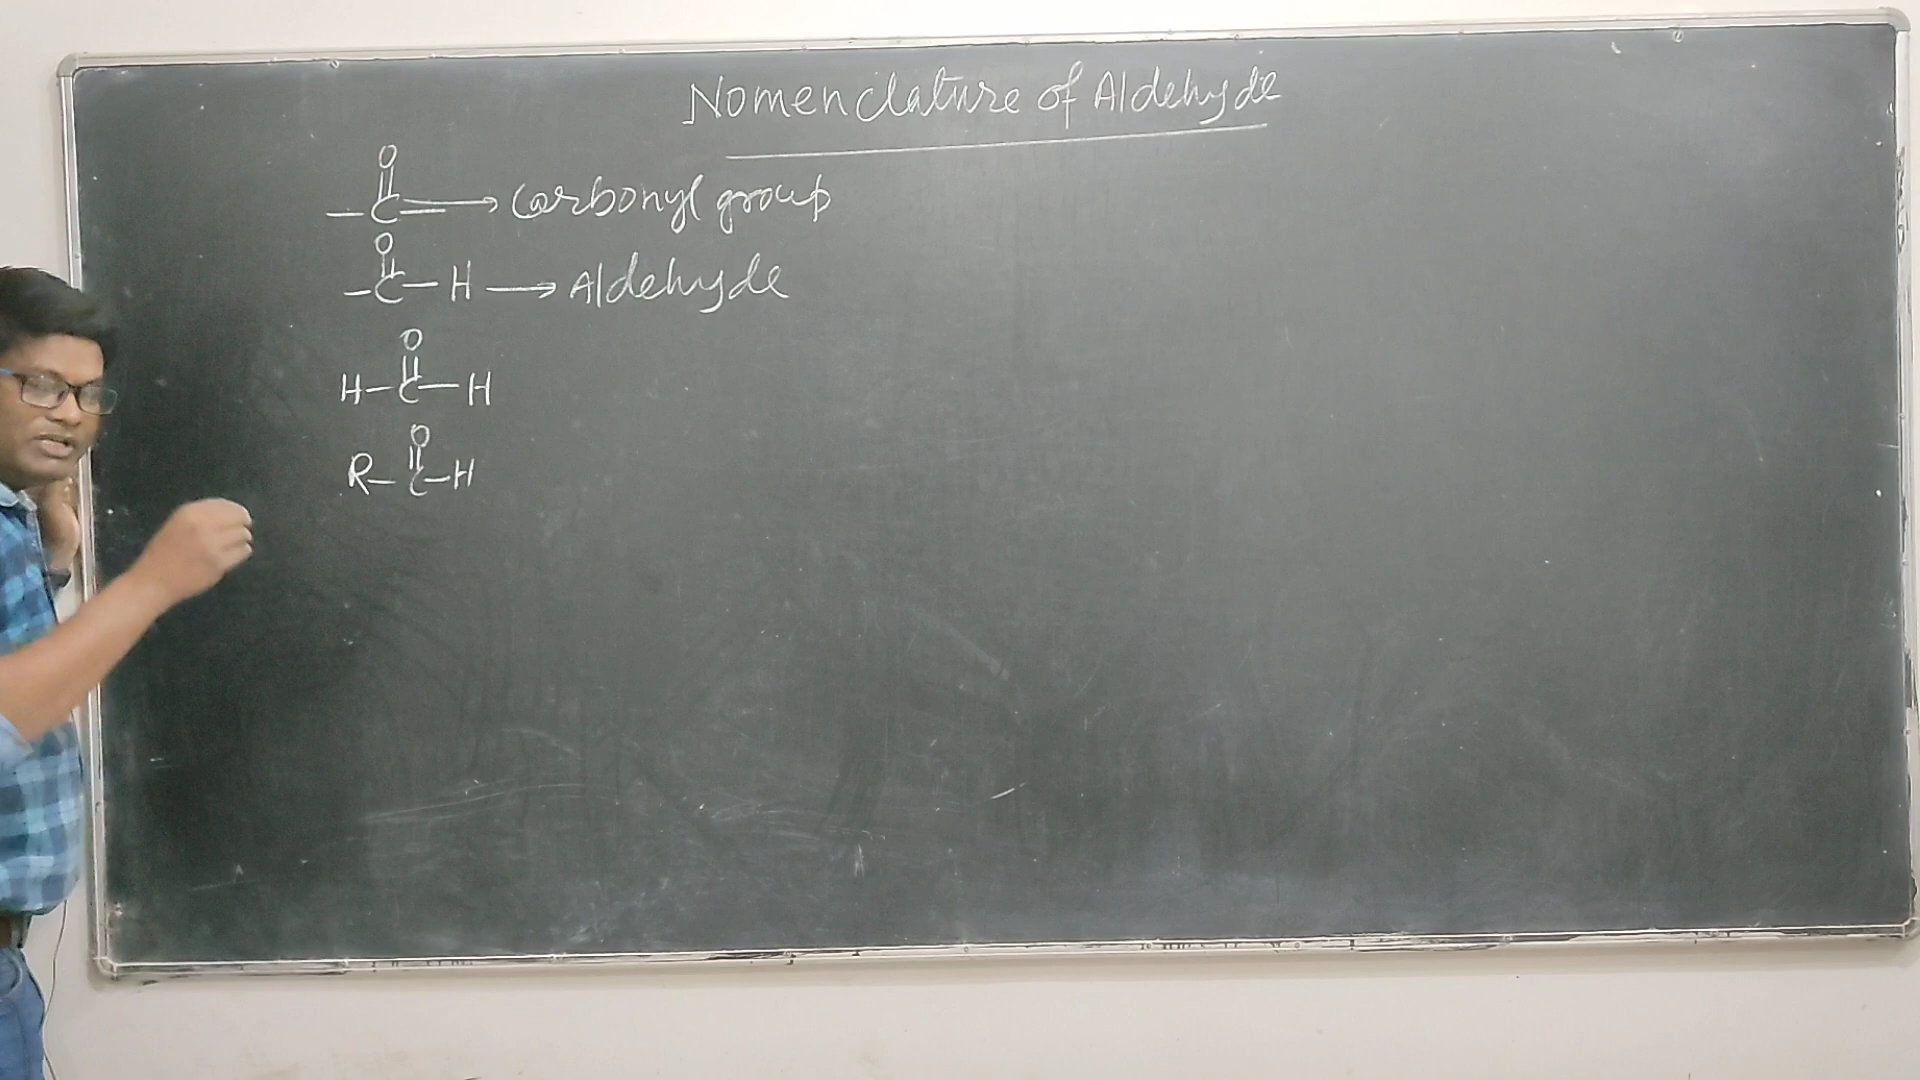 Nomenclature of Aldehyde
O
||
—C— → Carbonyl group
O
||
—C—H → Aldehyde
O
||
H—C—H
O
||
R—C—H